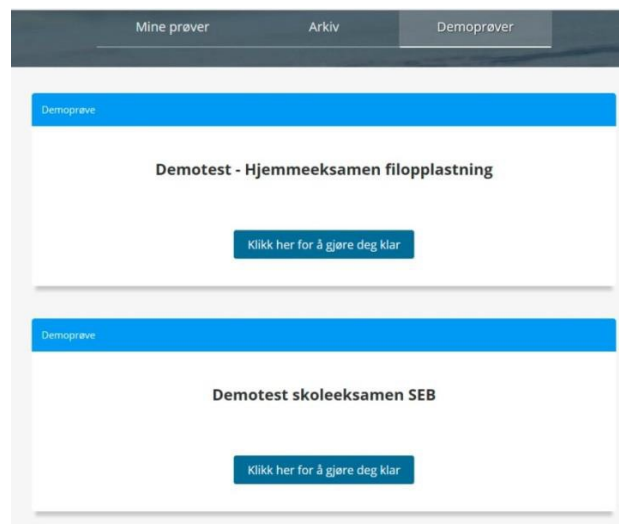 Mine prøver Arkiv Demoprøver
Demoprøve
Demotest - Hjemmeeksamen filopplastning
Klikk her for å gjøre deg klar
Demoprøve
Demotest skoleeksamen SEB
Klikk her for å gjøre deg klar